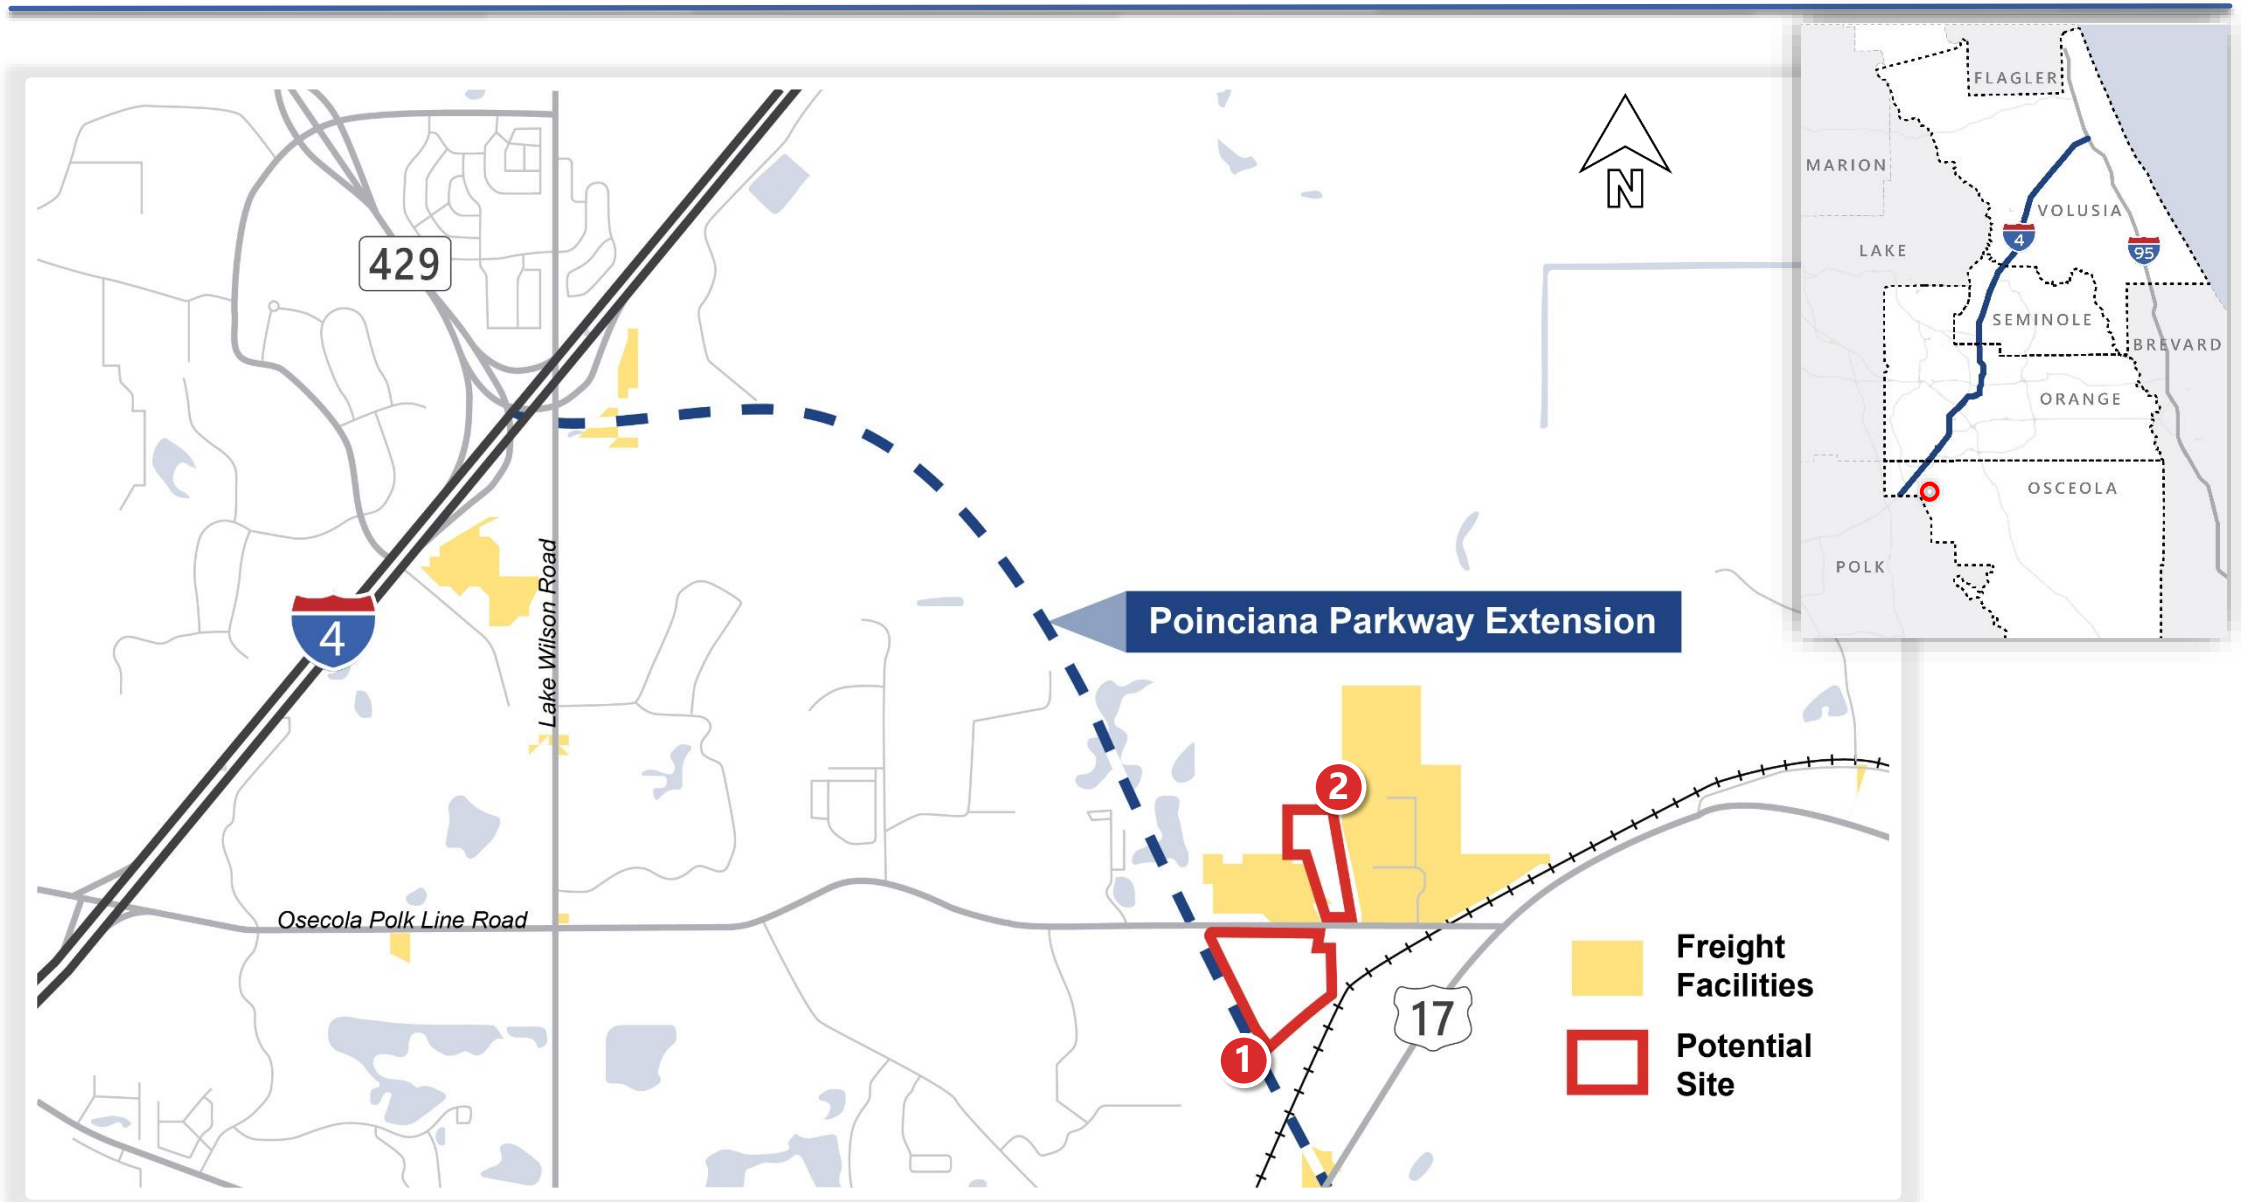 FLAGLER
MARION
VOLUSIA
4
LAKE
95
SEMINOLE
BREVARD
ORANGE
OSCEOLA
POLK
N
429
4
Lake Wilson Road
Poinciana Parkway Extension
2
Osecola Polk Line Road
17
1
Freight
Facilities
Potential
Site